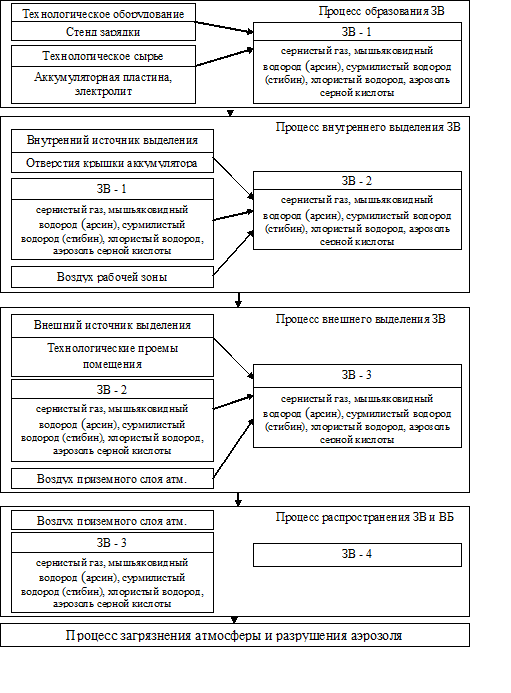 Технологическое оборудование
Стенд зарядки
Технологическое сырье
Аккумуляторная пластина,
электролит
Процесс образования ЗВ
ЗВ - 1
сернистый газ, мышьяковидный
водород (арсин), сурмилистый водород
(стибин), хлористый водород, аэрозоль
серной кислоты
Процесс внутреннего выделения ЗВ
Внутренний источник выделения
Отверстия крышки аккумулятора
ЗВ - 1
сернистый газ, мышьяковидный
водород (арсин), сурмилистый
водород (стибин), хлористый водород,
аэрозоль серной кислоты
Воздух рабочей зоны
ЗВ - 2
сернистый газ, мышьяковидный
водород (арсин), сурмилистый водород
(стибин), хлористый водород, аэрозоль
серной кислоты
Процесс внешнего выделения ЗВ
Внешний источник выделения
Технологические проемы
помещения
ЗВ - 2
сернистый газ, мышьяковидный
водород (арсин), сурмилистый
водород (стибин), хлористый водород,
аэрозоль серной кислоты
Воздух приземного слоя атм.
ЗВ - 3
сернистый газ, мышьяковидный
водород (арсин), сурмилистый водород
(стибин), хлористый водород, аэрозоль
серной кислоты
Воздух приземного слоя атм.
Процесс распространения ЗВ и ВБ
ЗВ - 3
сернистый газ, мышьяковидный
водород (арсин), сурмилистый
водород (стибин), хлористый водород,
аэрозоль серной кислоты
ЗВ - 4
Процесс загрязнения атмосферы и разрушения аэрозоля